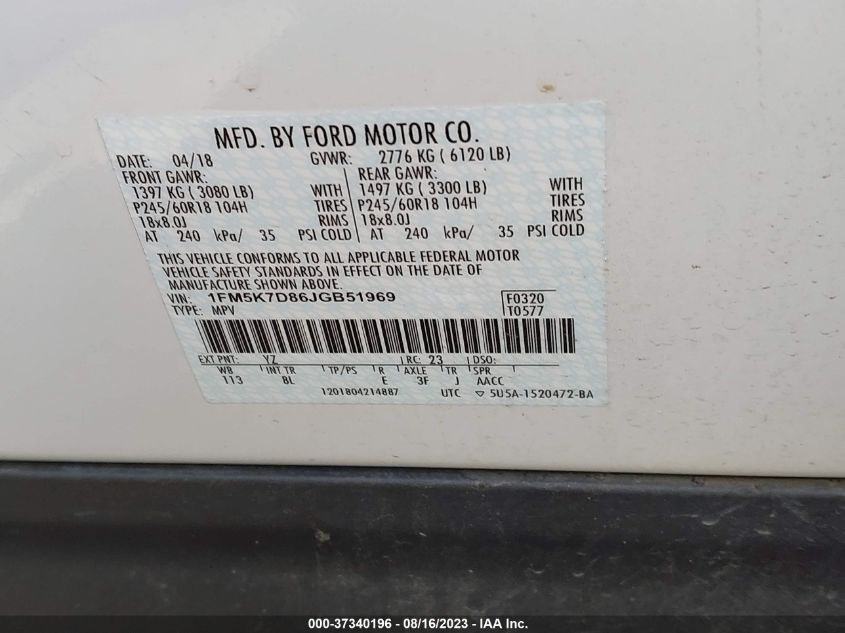 MFD. BY FORD MOTOR CO.
DATE: 04/18 GVWR: 2776 KG ( 6120 LB)
FRONT GAWR: REAR GAWR:
1397 KG ( 3080 LB) WITH 1497 KG ( 3300 LB) WITH
P245/60R18 104H TIRES P245/60R18 104H TIRES
18x8.0J RIMS 18x8.0J RIMS
AT 240 kPa/ 35 PSI COLD AT 240 kPa/ 35 PSI COLD
THIS VEHICLE CONFORMS TO ALL APPLICABLE FEDERAL MOTOR
VEHICLE SAFETY STANDARDS IN EFFECT ON THE DATE OF
MANUFACTURE SHOWN ABOVE.
VIN: 1FM5K7D86JGB51969 F0320
TYPE: MPV T0577
EXT PNT: YZ RC: 23 DSO:
WB INT TR TP/PS R AXLE TR SPR
113 8L E 3F J AACC
1201804214887 UTC ▽ 5U5A-1520472-BA
000-37340196 - 08/16/2023 - IAA Inc.